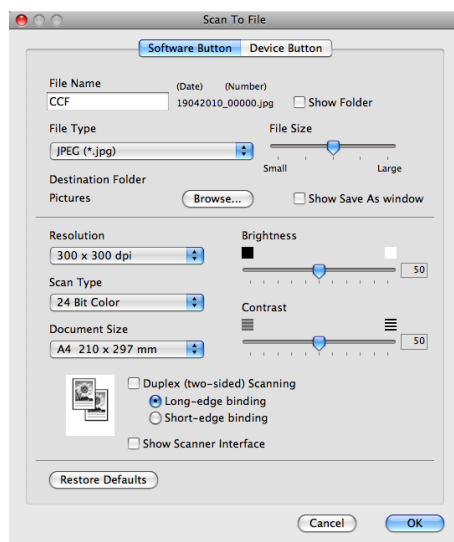 Scan To File
Software Button Device Button
File Name (Date) (Number)
CCF 19042010_00000.jpg Show Folder
File Type File Size
JPEG (*.jpg)
Small Large
Destination Folder
Pictures Browse... Show Save As window
Resolution Brightness
300 x 300 dpi 50
Scan Type
24 Bit Color Contrast
Document Size 50
A4 210 x 297 mm
Duplex (two-sided) Scanning
Long-edge binding
Short-edge binding
Show Scanner Interface
Restore Defaults
Cancel OK